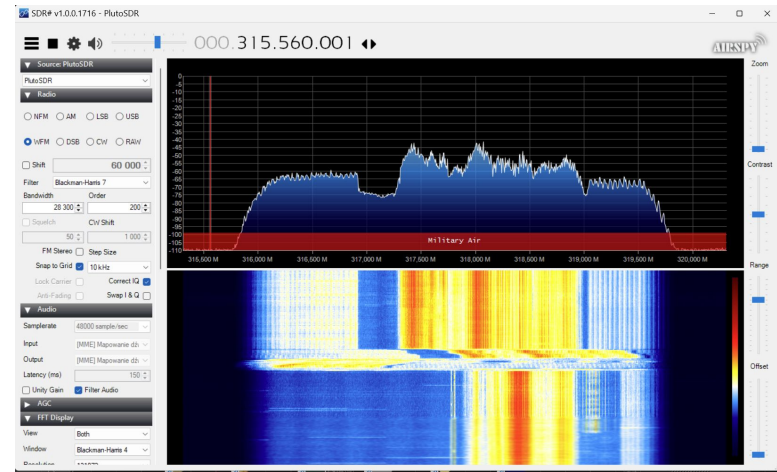 SDR# v1.0.0.1716 - PlutoSDR
000.315.560.001
AIRSPY
Source: PlutoSDR
PlutoSDR
Radio
NFM AM LSB USB
WFM DSB CW RAW
Shift 60 000
Filter Blackman-Harris 7
Bandwidth Order
28 300 200
Squelch CW Shift
50 1 000
FM Stereo Step Size
Snap to Grid 10 kHz
Lock Carrier Correct IQ
Anti-Fading Swap I & Q
Audio
Samplerate 48000 sample/sec
Input [MME] Mapowanie dź
Output [MME] Mapowanie dź
Latency (ms) 150
Unity Gain Filter Audio
AGC
FFT Display
View Both
Window Blackman-Harris 4
Resolution 131072
0
-5
-10
-15
-20
-25
-30
-35
-40
-45
-50
-55
-60
-65
-70
-75
-80
-85
-90
-95
-100
-105
-110
Military Air
315,500 M 316,000 M 316,500 M 317,000 M 317,500 M 318,000 M 318,500 M 319,000 M 319,500 M 320,000 M
Zoom
Contrast
Range
Offset